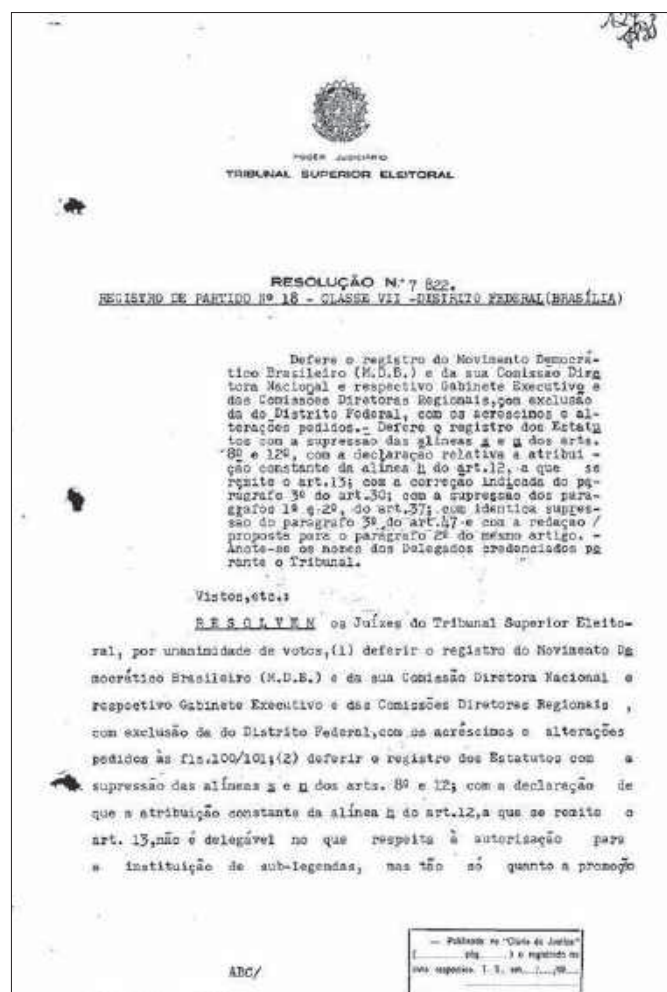 PODER JUDICIÁRIO
TRIBUNAL SUPERIOR ELEITORAL
RESOLUÇÃO N.º 7 822.
REGISTRO DE PARTIDO Nº 18 - CLASSE VII -DISTRITO FEDERAL(BRASÍLIA)
Defere o registro do Movimento Democrá-
tico Brasileiro (M.D.B.) e da sua Comissão Dire
tora Nacional e respectivo Gabinete Executivo e
das Comissões Diretoras Regionais,com exclusão
da do Distrito Federal, com os acréscimos e al-
terações pedidos.- Defere o registro dos Estatu
tos com a supressão das alíneas s e u dos arts.
8º e 12º, com a declaração relativa a atribui -
ção constante da alínea h do art.12, a que se
remite o art.13; com a correção indicada do pa-
rágrafo 3º do art.30; com a supressão dos pará-
grafos 1º e 2º, do art.37; com idêntica supres-
são do parágrafo 3º do art.47 e com a redação /
proposta para o parágrafo 2º do mesmo artigo. -
Anote-se os nomes dos Delegados credenciados pe
rante o Tribunal.
Vistos,etc.:
R E S O L V E M os Juízes do Tribunal Superior Eleito-
ral, por unanimidade de votos,(1) deferir o registro do Movimento De
mocrático Brasileiro (M.D.B.) e da sua Comissão Diretora Nacional e
respectivo Gabinete Executivo e das Comissões Diretores Regionais ,
com exclusão da do Distrito Federal,com os acréscimos e alterações
pedidos às fls.100/101;(2) deferir o registro dos Estatutos com a
supressão das alíneas s e u dos arts. 8º e 12; com a declaração de
que a atribuição constante da alínea h do art.12,a que se remite o
art. 13,não é delegável no que respeita à autorisação para
a instituição de sub-legendas, mas tão só quanto a promoção
— Publicada no "Diário da Justiça"
( pág. ) e registrada no
ABC/